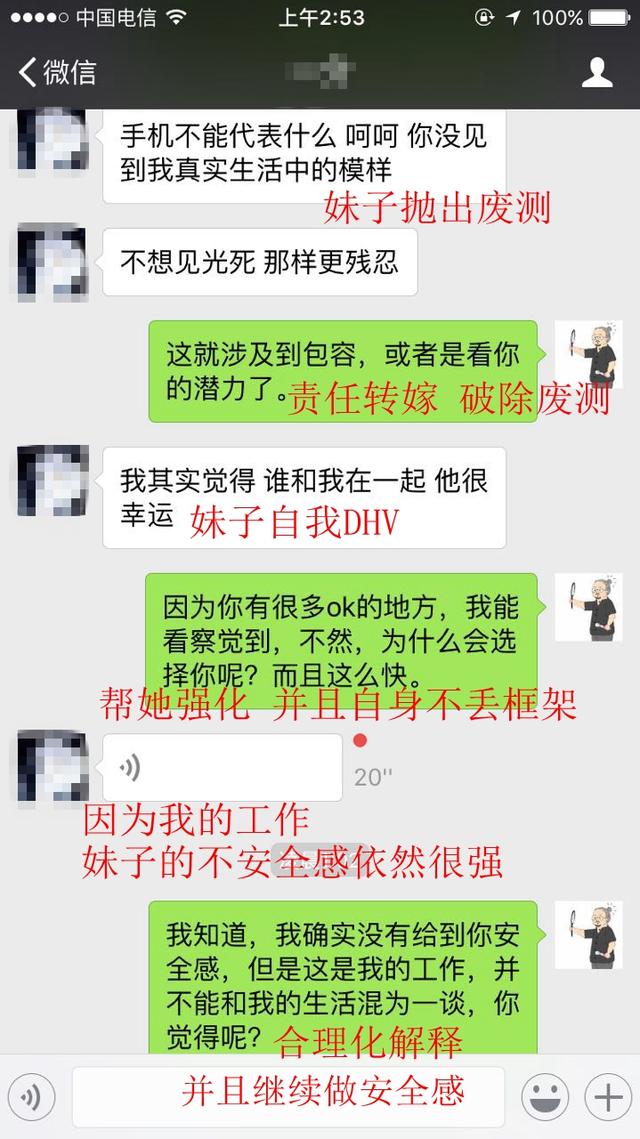 中国电信
上午2:53
100%
微信
手机不能代表什么 呵呵 你没见
到我真实生活中的模样
妹子抛出废测
不想见光死 那样更残忍
这就涉及到包容，或者是看你
的潜力了。
责任转嫁 破除废测
我其实觉得 谁和我在一起 他很
幸运
妹子自我DHV
因为你有很多ok的地方，我能
看察觉到，不然，为什么会选
择你呢？而且这么快。
帮她强化 并且自身不丢框架
20''
因为我的工作
妹子的不安全感依然很强
我知道，我确实没有给到你安
全感，但是这是我的工作，并
不能和我的生活混为一谈，你
觉得呢？
合理化解释
并且继续做安全感